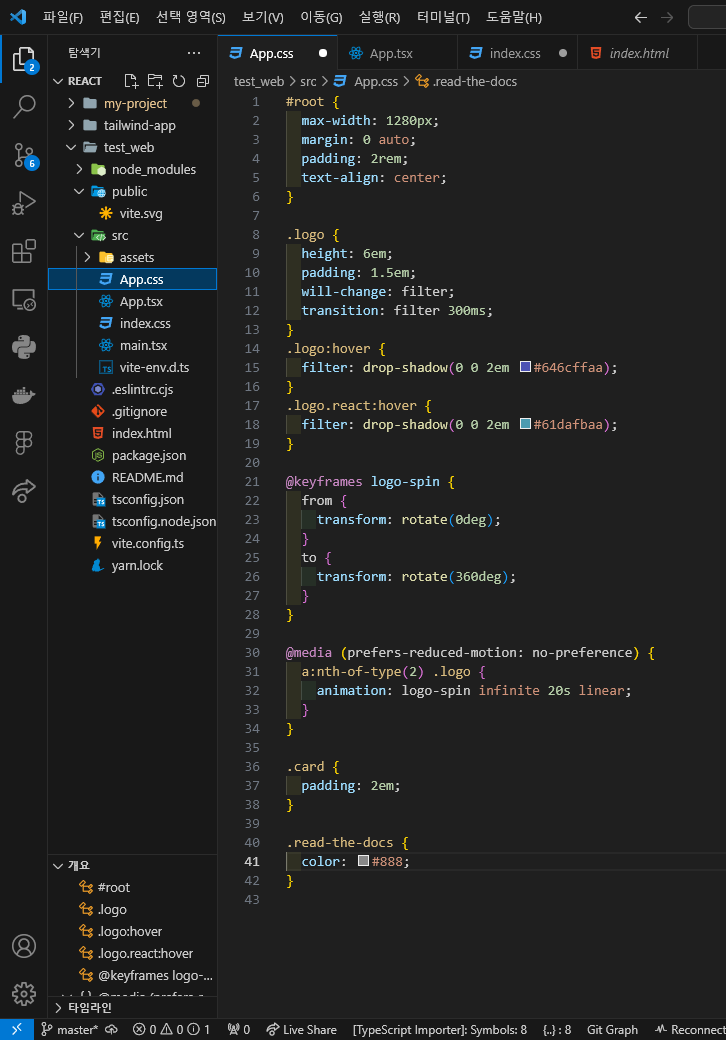 파일(F) 편집(E) 선택 영역(S) 보기(V) 이동(G) 실행(R) 터미널(T) 도움말(H)
탐색기 ···
App.css App.tsx index.css index.html
REACT
test_web > src > App.css > .read-the-docs
2
6
my-project
tailwind-app
test_web
node_modules
public
vite.svg
src
assets
App.css
App.tsx
index.css
main.tsx
vite-env.d.ts
.eslintrc.cjs
.gitignore
index.html
package.json
README.md
tsconfig.json
tsconfig.node.json
vite.config.ts
yarn.lock
개요
#root
.logo
.logo:hover
.logo.react:hover
@keyframes logo-...
타임라인
1 #root {
2 max-width: 1280px;
3 margin: 0 auto;
4 padding: 2rem;
5 text-align: center;
6 }
7
8 .logo {
9 height: 6em;
10 padding: 1.5em;
11 will-change: filter;
12 transition: filter 300ms;
13 }
14 .logo:hover {
15 filter: drop-shadow(0 0 2em #646cffaa);
16 }
17 .logo.react:hover {
18 filter: drop-shadow(0 0 2em #61dafbaa);
19 }
20
21 @keyframes logo-spin {
22 from {
23 transform: rotate(0deg);
24 }
25 to {
26 transform: rotate(360deg);
27 }
28 }
29
30 @media (prefers-reduced-motion: no-preference) {
31 a:nth-of-type(2) .logo {
32 animation: logo-spin infinite 20s linear;
33 }
34 }
35
36 .card {
37 padding: 2em;
38 }
39
40 .read-the-docs {
41 color: #888;
42 }
43
master* 0 0 1 0 Live Share [TypeScript Importer]: Symbols: 8 {..} : 8 Git Graph Reconnect